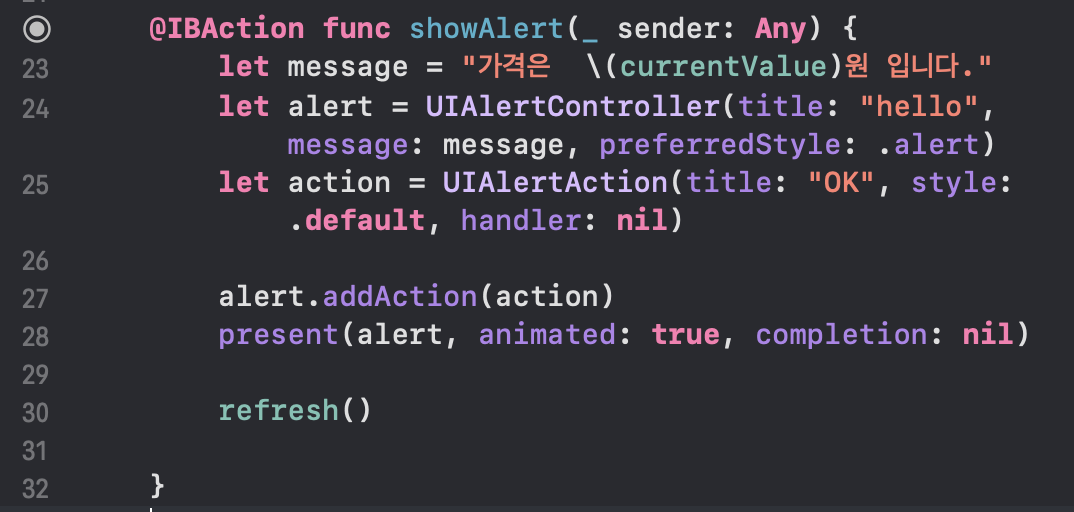 @IBAction func showAlert(_ sender: Any) {
23 let message = "가격은  \(currentValue)원 입니다."
24 let alert = UIAlertController(title: "hello",
message: message, preferredStyle: .alert)
25 let action = UIAlertAction(title: "OK", style:
.default, handler: nil)
26
27 alert.addAction(action)
28 present(alert, animated: true, completion: nil)
29
30 refresh()
31
32 }